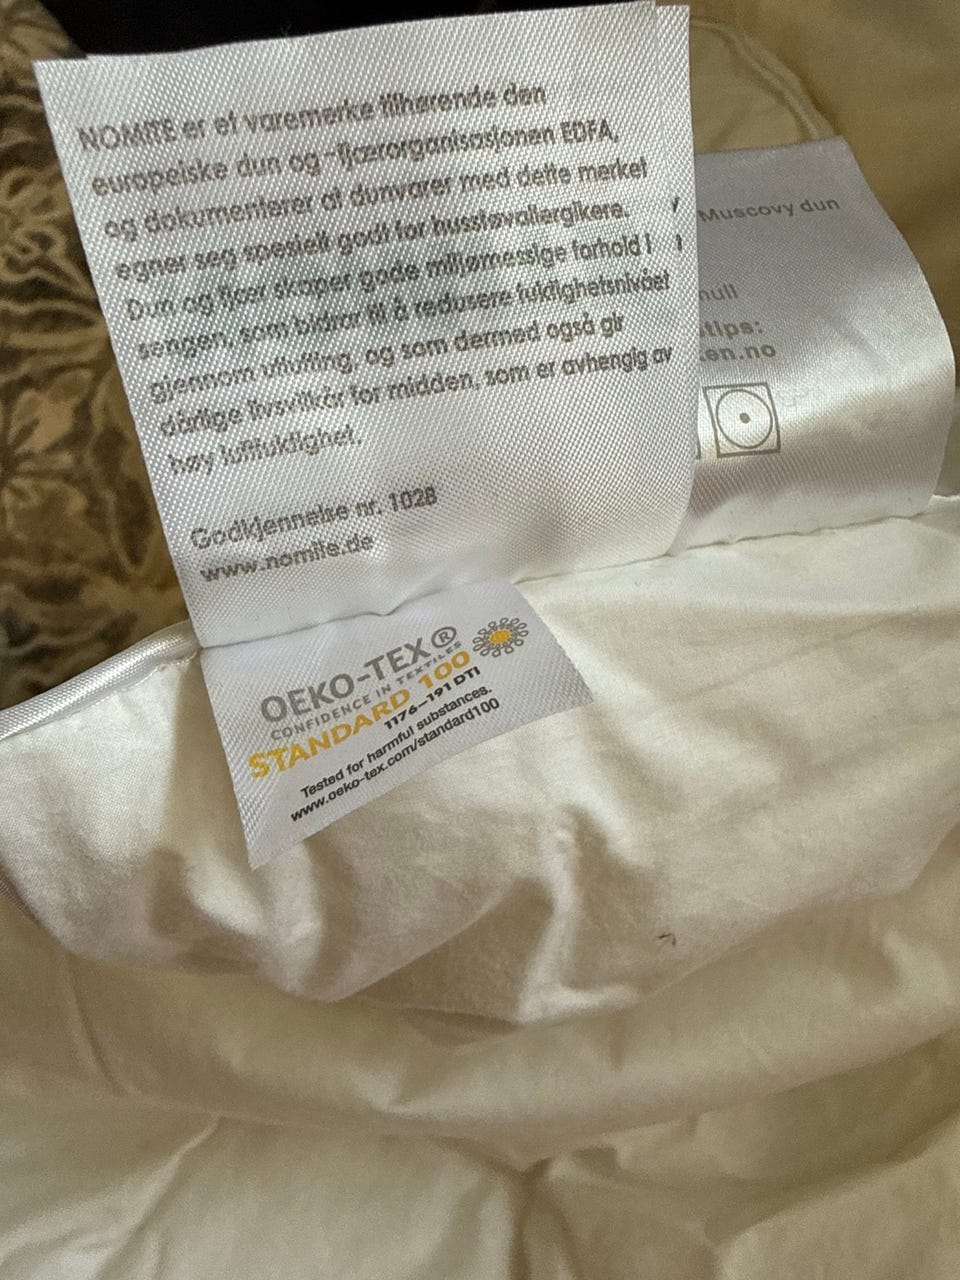 NOMITE er et varemerke tilhørende den
europeiske dun og -fjærorganisasjonen EDFA,
og dokumenterer at dunvarer med dette merket
egner seg spesielt godt for husstøvallergikere.
Dun og fjær skaper gode miljømessige forhold i
sengen, som bidrar til å redusere fuktighetsnivået
gjennom utlufting, og som dermed også gir
dårlige livsvilkår for midden, som er avhengig av
høy luftfuktighet.
Godkjennelse nr. 1028
www.nomite.de
Muscovy dun
null
tips:
en.no
OEKO-TEX®
CONFIDENCE IN TEXTILES
STANDARD 100
1176-191 DTI
Tested for harmful substances.
www.oeko-tex.com/standard100